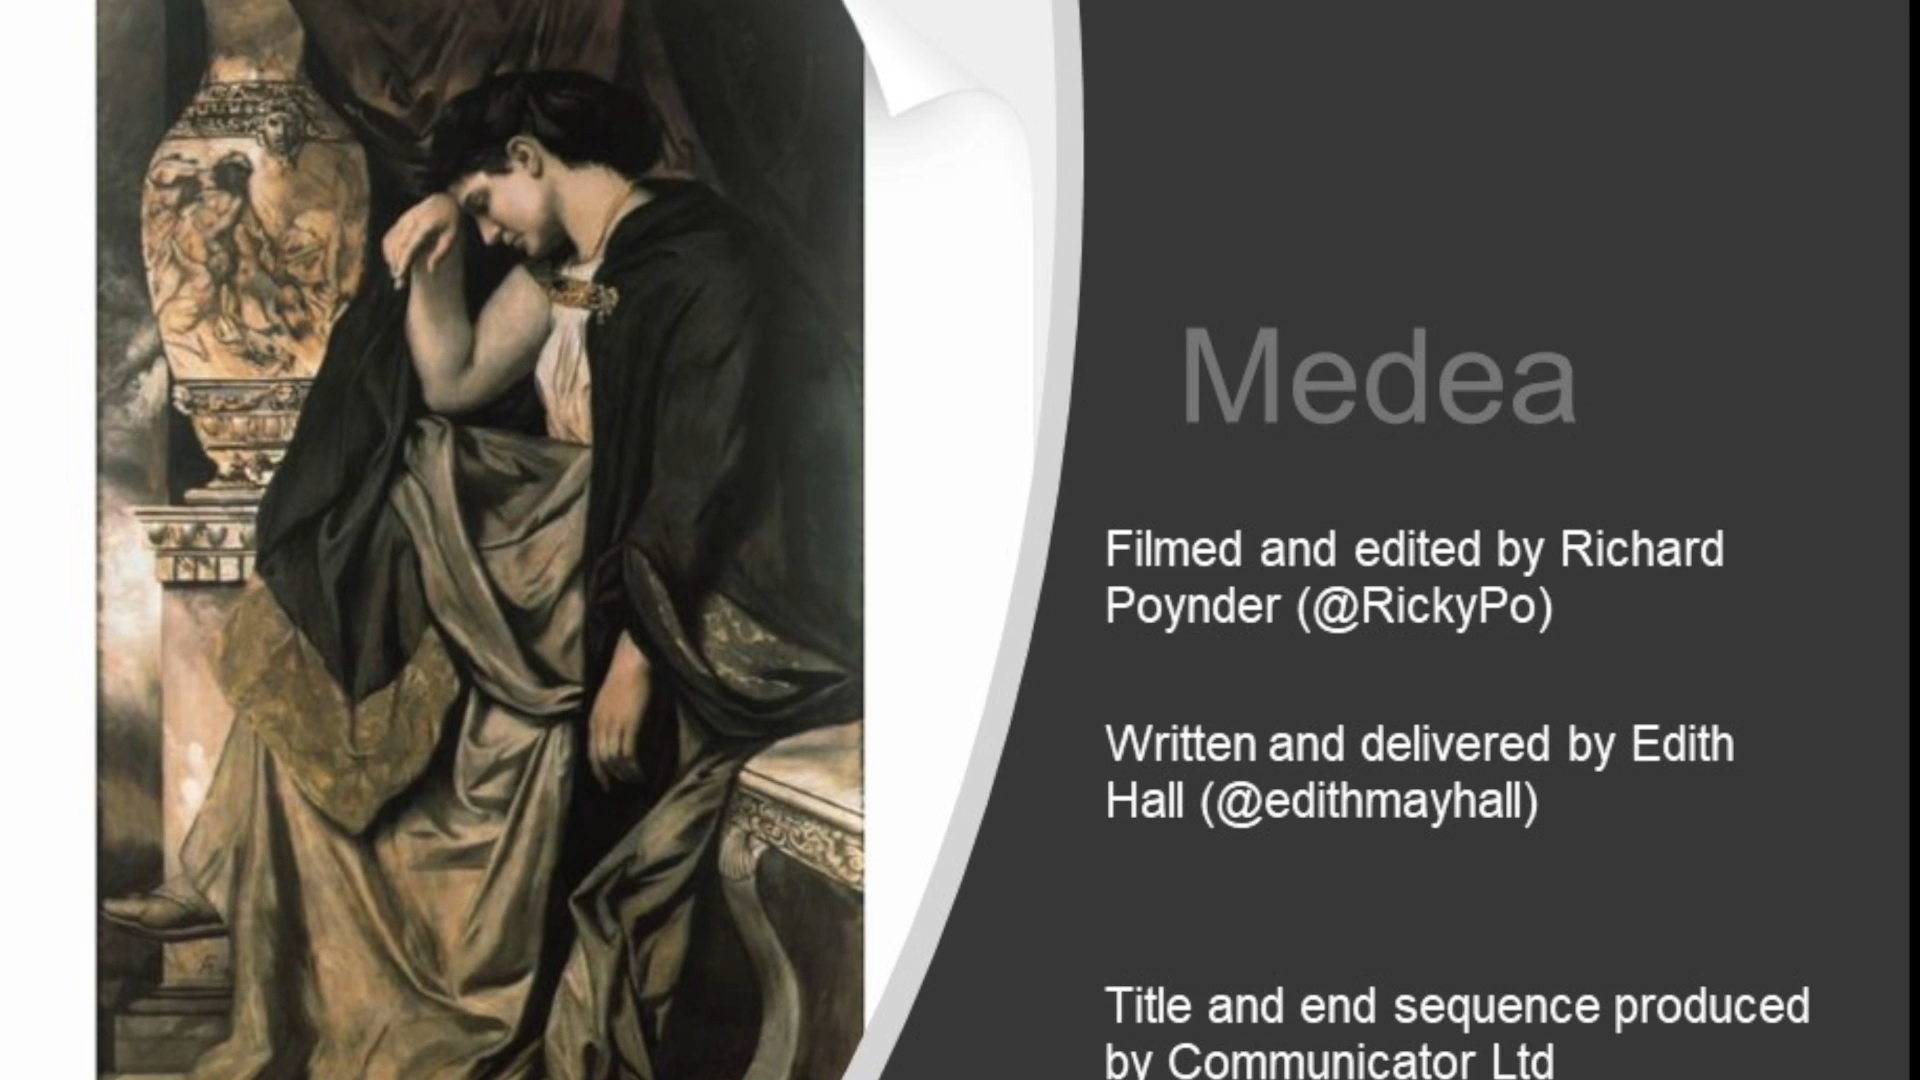 Medea
Filmed and edited by Richard
Poynder (@RickyPo)
Written and delivered by Edith
Hall (@edithmayhall)
Title and end sequence produced
by Communicator Ltd